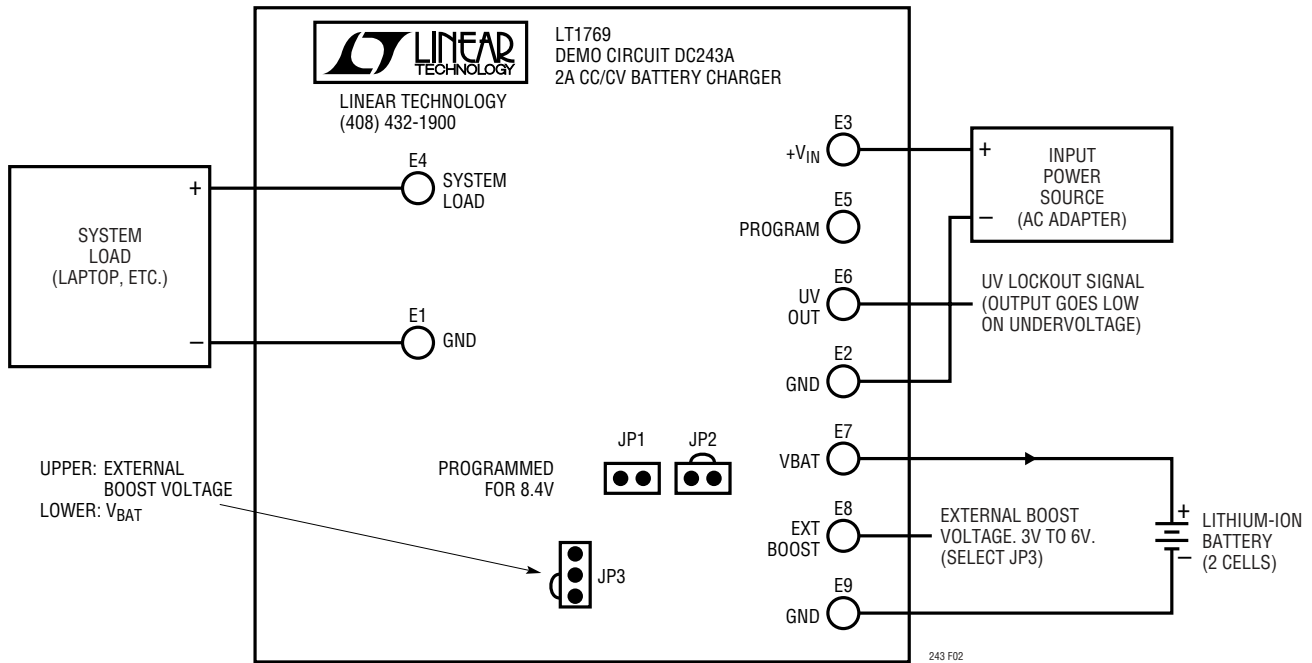 LINEAR
TECHNOLOGY
LT1769
DEMO CIRCUIT DC243A
2A CC/CV BATTERY CHARGER
LINEAR TECHNOLOGY
(408) 432-1900
+
SYSTEM
LOAD
(LAPTOP, ETC.)
–
E4
SYSTEM
LOAD
E1
GND
E3
+VIN
E5
PROGRAM
E6
UV
OUT
E2
GND
E7
VBAT
E8
EXT
BOOST
E9
GND
+
INPUT
POWER
SOURCE
(AC ADAPTER)
–
UV LOCKOUT SIGNAL
(OUTPUT GOES LOW
ON UNDERVOLTAGE)
UPPER: EXTERNAL
BOOST VOLTAGE
LOWER: VBAT
PROGRAMMED
FOR 8.4V
JP1
JP2
JP3
EXTERNAL BOOST
VOLTAGE. 3V TO 6V.
(SELECT JP3)
+
LITHIUM-ION
BATTERY
(2 CELLS)
–
243 F02